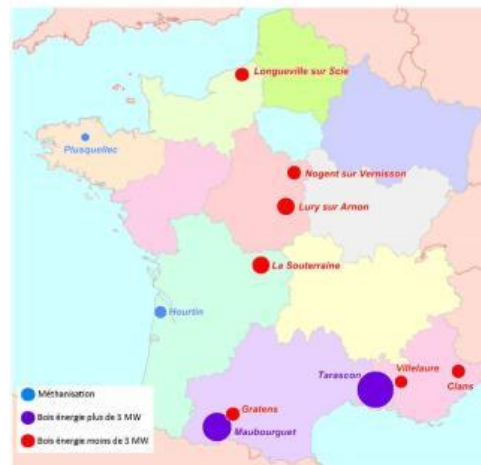 Longueville sur Scie
Plusquellec
Nogent sur Vernisson
Lury sur Arnon
La Souterraine
Hourtin
Tarascon
Villelaure
Clans
Gratens
Maubourguet
Méthanisation
Bois énergie plus de 3 MW
Bois énergie moins de 3 MW